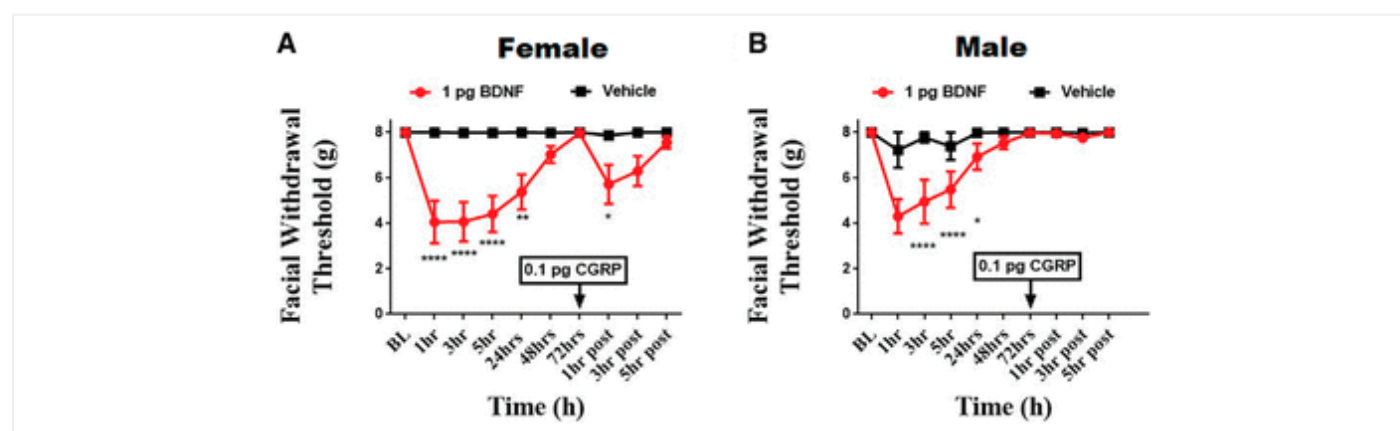 A
Female
1 pg BDNF
Vehicle
Facial Withdrawal
Threshold (g)
8
6
4
2
0
****
****
****
**
*
0.1 pg CGRP
BL
1hr
3hr
5hr
24hrs
48hrs
72hrs
1hr post
3hr post
5hr post
Time (h)
B
Male
1 pg BDNF
Vehicle
Facial Withdrawal
Threshold (g)
8
6
4
2
0
****
****
*
0.1 pg CGRP
BL
1hr
3hr
5hr
24hrs
48hrs
72hrs
1hr post
3hr post
5hr post
Time (h)